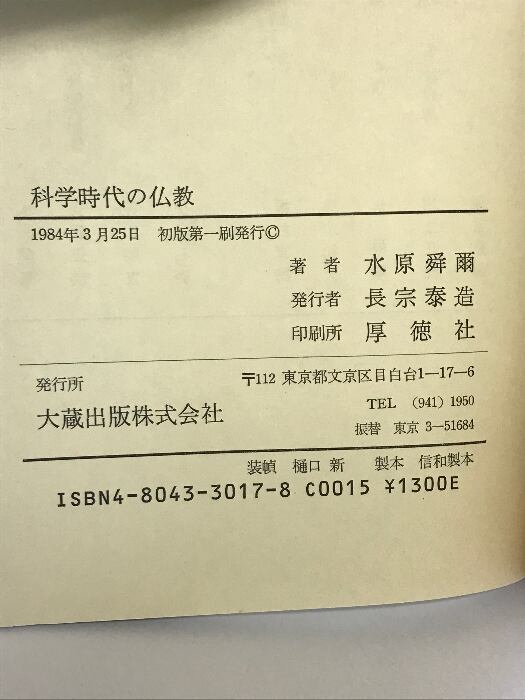 科学時代の仏教
1984年3月25日 初版第一刷発行©
著者 水原舜爾
発行者 長宗泰造
印刷所 厚徳社
発行所 〒112 東京都文京区目白台1—17—6
大蔵出版株式会社 TEL (941) 1950
振替 東京 3—51684
装幀 樋口新 製本 信和製本
ISBN4-8043-3017-8 C0015 ¥1300E